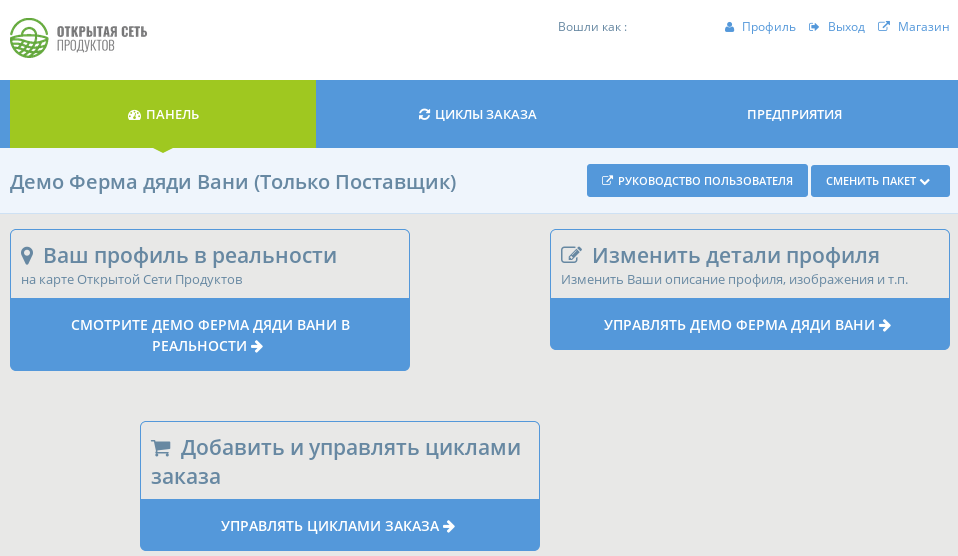 ОТКРЫТАЯ СЕТЬ
ПРОДУКТОВ
Вошли как :
Профиль
Выход
Магазин
ПАНЕЛЬ
ЦИКЛЫ ЗАКАЗА
ПРЕДПРИЯТИЯ
Демо Ферма дяди Вани (Только Поставщик)
РУКОВОДСТВО ПОЛЬЗОВАТЕЛЯ
СМЕНИТЬ ПАКЕТ
Ваш профиль в реальности
на карте Открытой Сети Продуктов
СМОТРИТЕ ДЕМО ФЕРМА ДЯДИ ВАНИ В
РЕАЛЬНОСТИ
Изменить детали профиля
Изменить Ваши описание профиля, изображения и т.п.
УПРАВЛЯТЬ ДЕМО ФЕРМА ДЯДИ ВАНИ
Добавить и управлять циклами
заказа
УПРАВЛЯТЬ ЦИКЛАМИ ЗАКАЗА